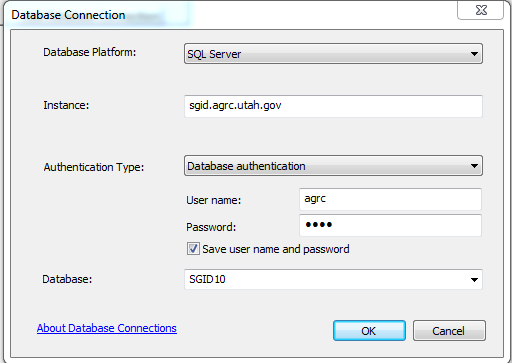 Database Connection
Database Platform: SQL Server
Instance: sgid.agrc.utah.gov
Authentication Type: Database authentication
User name: agrc
Password: ••••
Save user name and password
Database: SGID10
About Database Connections OK Cancel